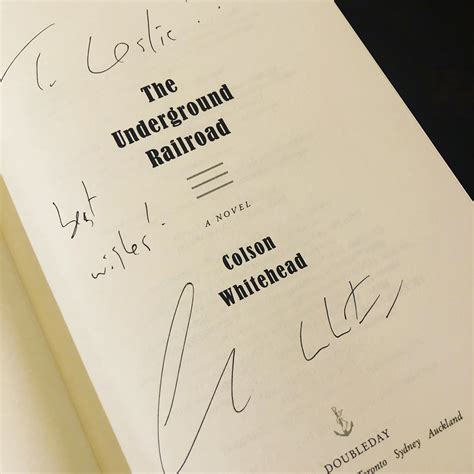 To Leslie!
The
Underground
Railroad
best
wishes!
A NOVEL
Colson
Whitehead
DOUBLEDAY
Toronto Sydney Auckland